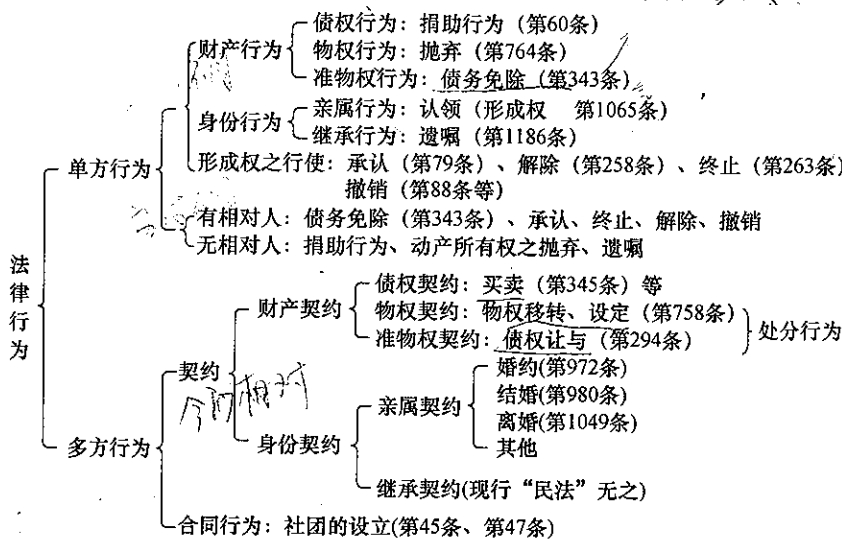 债权行为：捐助行为（第60条）
财产行为
物权行为：抛弃（第764条）
准物权行为：债务免除（第343条）
亲属行为：认领（形成权 第1065条）
身份行为
继承行为：遗嘱（第1186条）
单方行为
形成权之行使：承认（第79条）、解除（第258条）、终止（第263条）
撤销（第88条等）
有相对人：债务免除（第343条）、承认、终止、解除、撤销
无相对人：捐助行为、动产所有权之抛弃、遗嘱
法律行为
债权契约：买卖（第345条）等
财产契约
物权契约：物权移转、设定（第758条）
处分行为
准物权契约：债权让与（第294条）
契约
婚约(第972条)
结婚(第980条)
亲属契约
离婚(第1049条)
其他
相对
多方行为
身份契约
继承契约(现行“民法”无之)
合同行为：社团的设立(第45条、第47条)